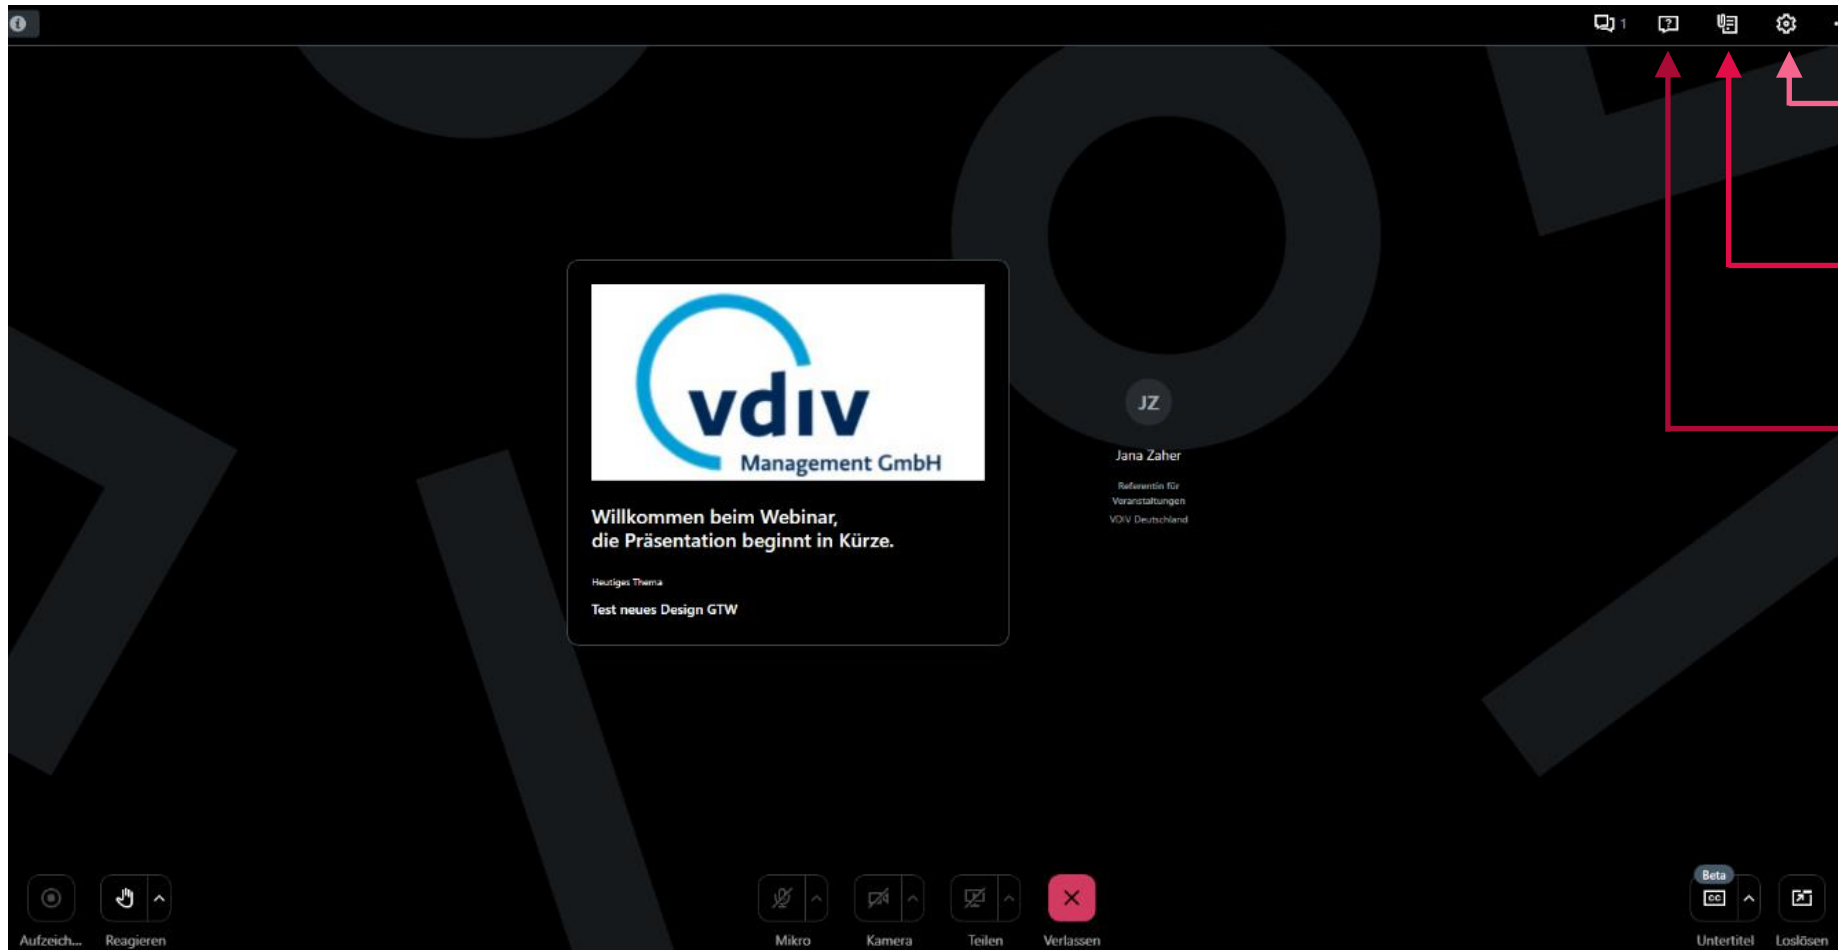 1
vdiv
Management GmbH
Willkommen beim Webinar,
die Präsentation beginnt in Kürze.
Heutiges Thema
Test neues Design GTW
JZ
Jana Zaher
Referentin für
Veranstaltungen
VDIV Deutschland
Aufzeich...
Reagieren
Mikro
Kamera
Teilen
Verlassen
Beta
CC
Untertitel
Loslösen